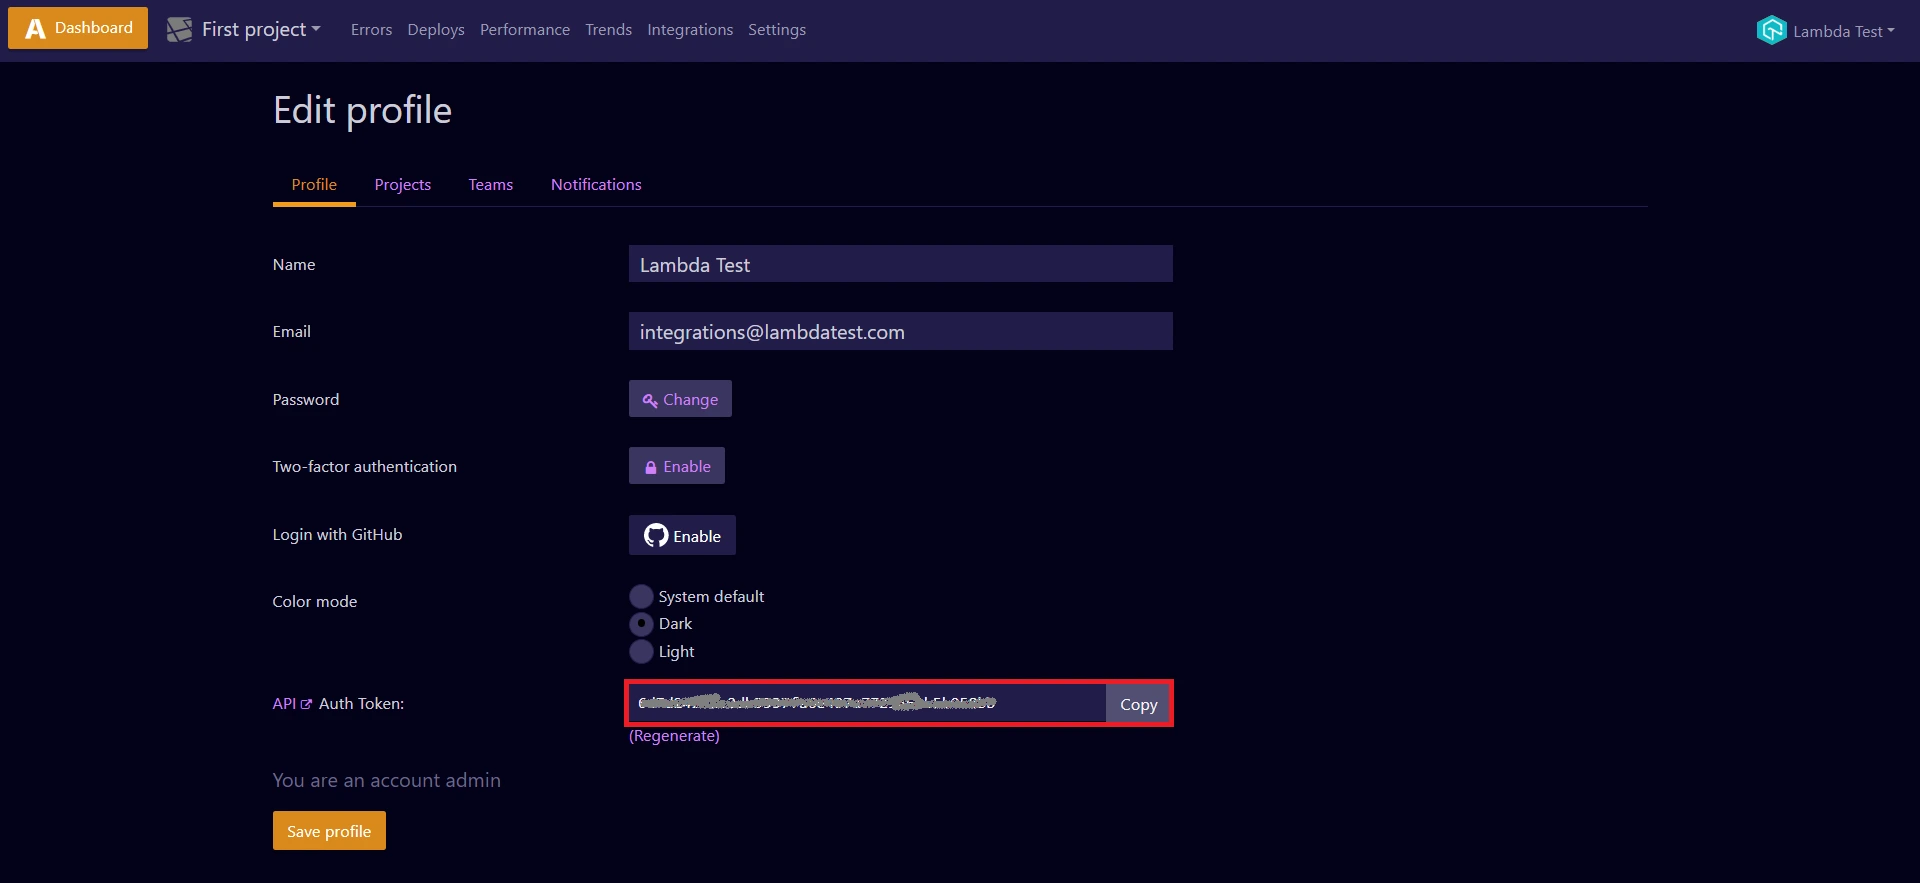 Dashboard
First project
Errors Deploys Performance Trends Integrations Settings
Lambda Test
Edit profile
Profile Projects Teams Notifications
Name Lambda Test
Email integrations@lambdatest.com
Password Change
Two-factor authentication Enable
Login with GitHub Enable
Color mode System default
Dark
Light
API Auth Token: Copy
(Regenerate)
You are an account admin
Save profile